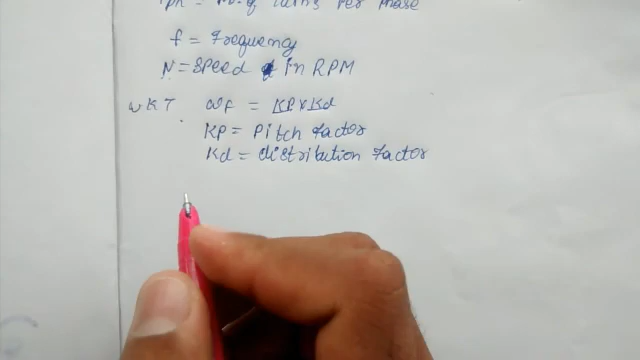 Tph = No. of turns Per Phase
f = Frequency
N = Speed in RPM
WKT wf = KP x Kd
KP = Pitch factor
Kd = distribution Factor